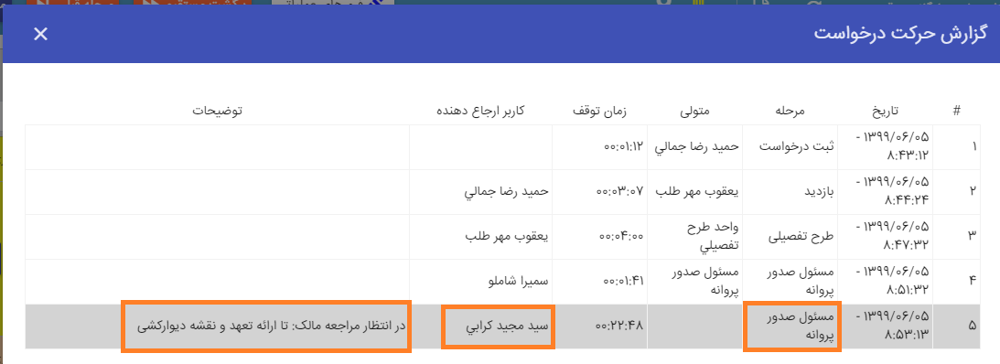 گزارش حرکت درخواست
# تاریخ مرحله متولی زمان توقف کاربر ارجاع دهنده توضیحات
۱ ۱۳۹۹/۰۶/۰۵ - ۸:۴۳:۱۲ ثبت درخواست حمید رضا جمالي ۰۰:۰۱:۱۲
۲ ۱۳۹۹/۰۶/۰۵ - ۸:۴۴:۲۴ بازدید یعقوب مهر طلب ۰۰:۰۳:۰۷ حمید رضا جمالي
۳ ۱۳۹۹/۰۶/۰۵ - ۸:۴۷:۳۲ طرح تفصیلی واحد طرح تفصیلي ۰۰:۰۴:۰۰ یعقوب مهر طلب
۴ ۱۳۹۹/۰۶/۰۵ - ۸:۵۱:۳۲ مسئول صدور پروانه مسئول صدور پروانه ۰۰:۰۱:۴۱ سمیرا شاملو
۵ ۱۳۹۹/۰۶/۰۵ - ۸:۵۳:۱۳ مسئول صدور پروانه ۰۰:۲۲:۴۸ سید مجید کرابي در انتظار مراجعه مالک: تا ارائه تعهد و نقشه دیوارکشی